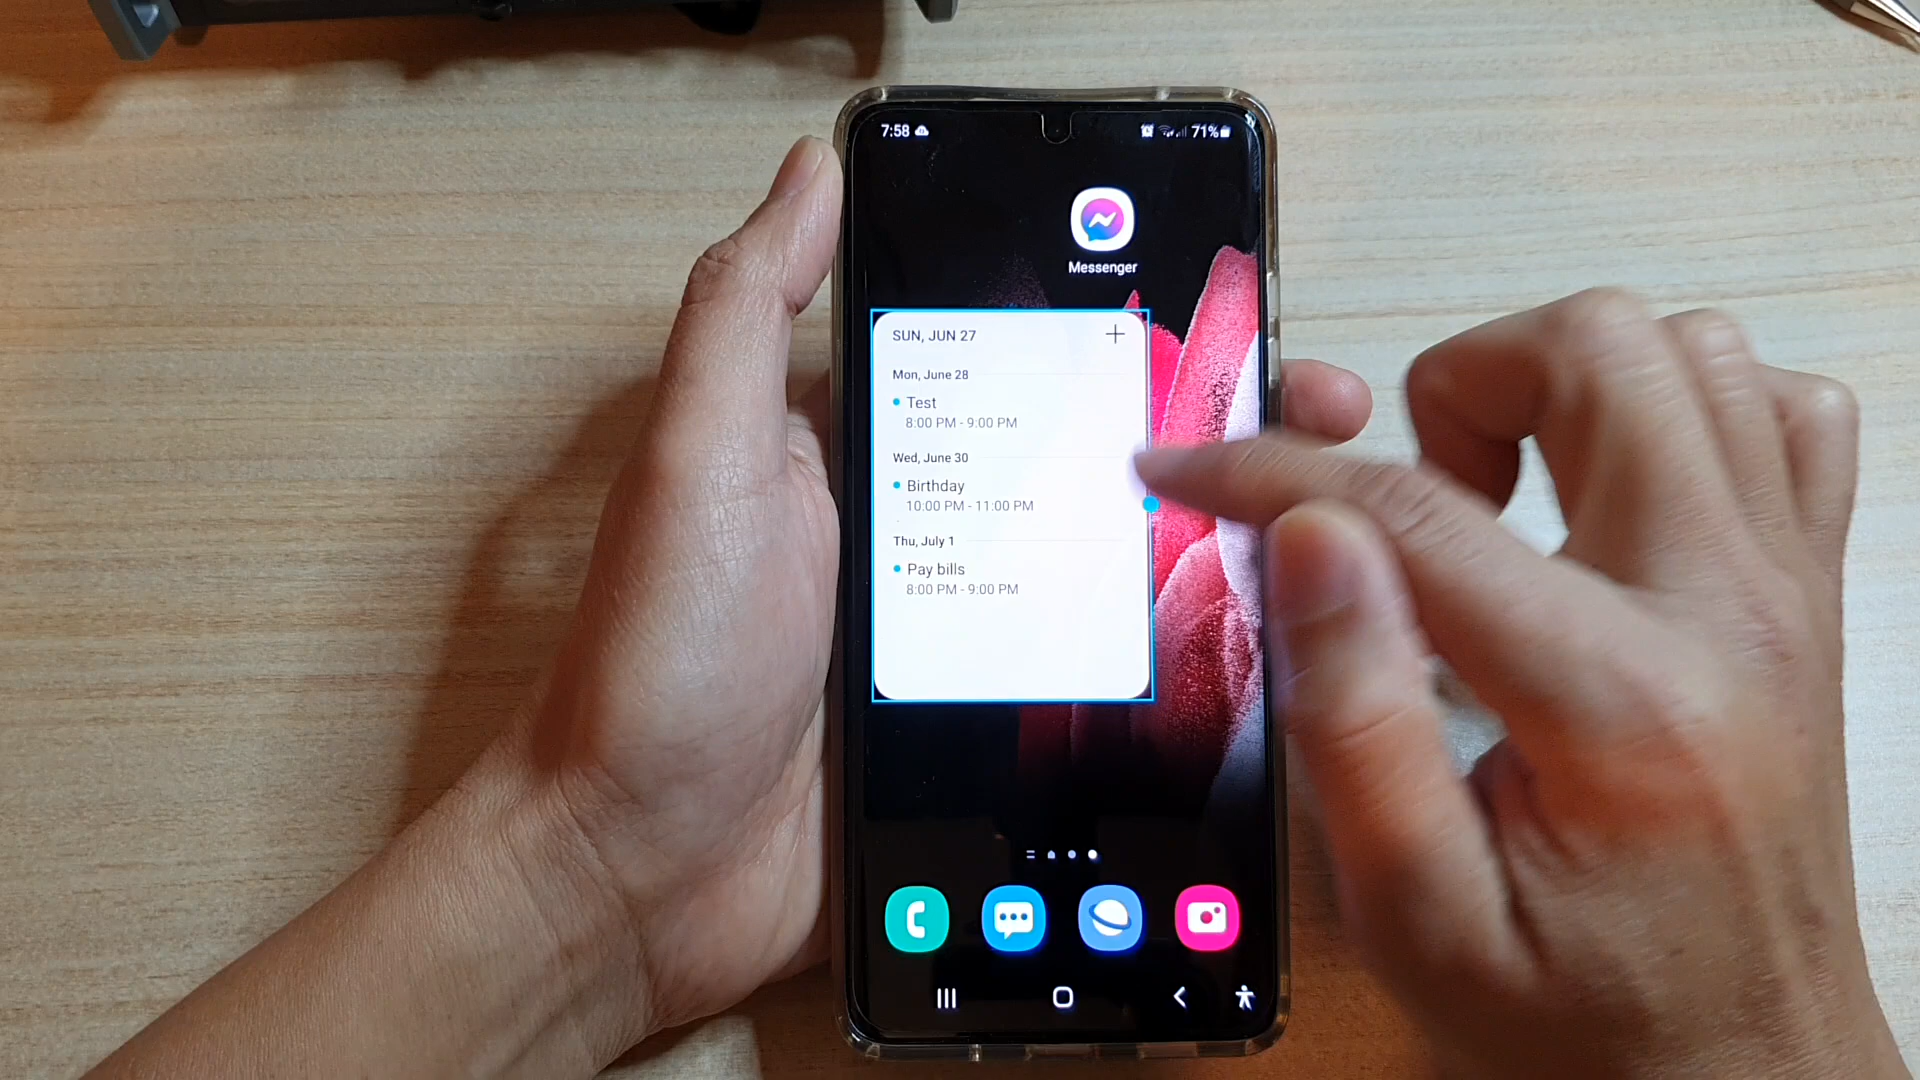 7:58
71%
Messenger
SUN, JUN 27
Mon, June 28
Test
8:00 PM - 9:00 PM
Wed, June 30
Birthday
10:00 PM - 11:00 PM
Thu, July 1
Pay bills
8:00 PM - 9:00 PM